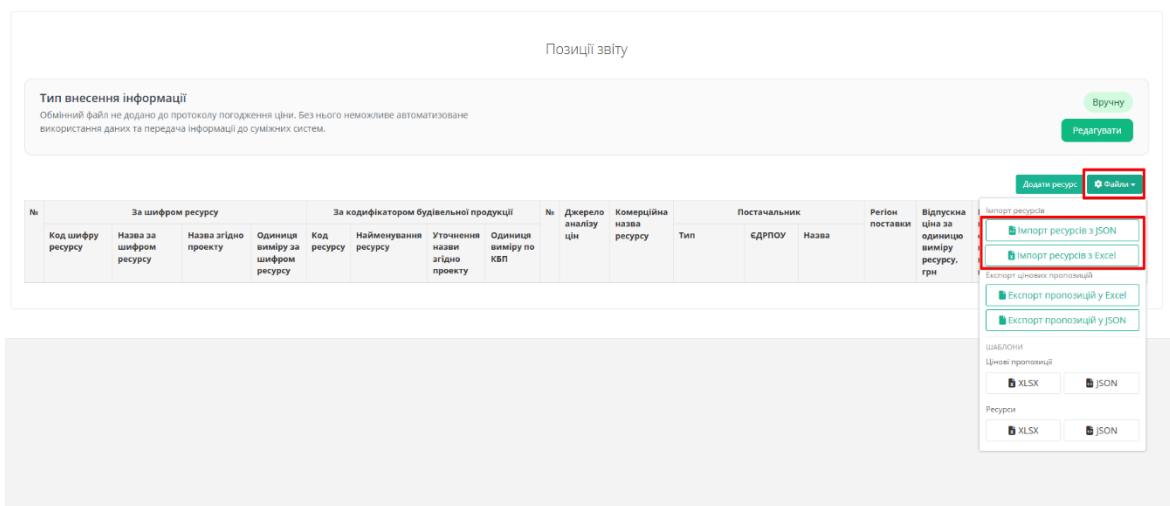 Позиції звіту
Тип внесення інформації
Обмінний файл не додано до протоколу погодження ціни. Без нього неможливе автоматизоване
використання даних та передача інформації до суміжних систем.
Вручну
Редагувати
Додати ресурс
Файли
№
За шифром ресурсу
За кодифікатором будівельної продукції
№
Джерело
аналізу
цін
Комерційна
назва
ресурсу
Постачальник
Регіон
поставки
Відпускна
ціна за
одиницю
виміру
ресурсу,
грн
Код шифру
ресурсу
Назва за
шифром
ресурсу
Назва згідно
проекту
Одиниця
виміру за
шифром
ресурсу
Код
ресурсу
Найменування
ресурсу
Уточнення
назви
згідно
проекту
Одиниця
виміру по
КБП
Тип
ЄДРПОУ
Назва
Імпорт ресурсів
Імпорт ресурсів з JSON
Імпорт ресурсів з Excel
Експорт цінових пропозицій
Експорт пропозицій у Excel
Експорт пропозицій у JSON
ШАБЛОНИ
Цінові пропозиції
XLSX
JSON
Ресурси
XLSX
JSON